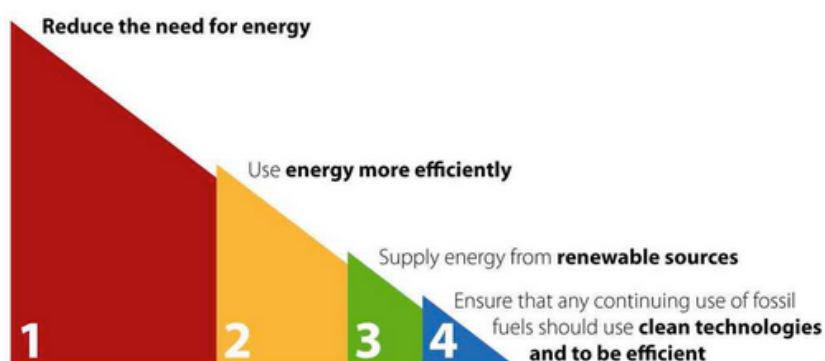 Reduce the need for energy
Use energy more efficiently
Supply energy from renewable sources
Ensure that any continuing use of fossil
fuels should use clean technologies
and to be efficient
1 2 3 4